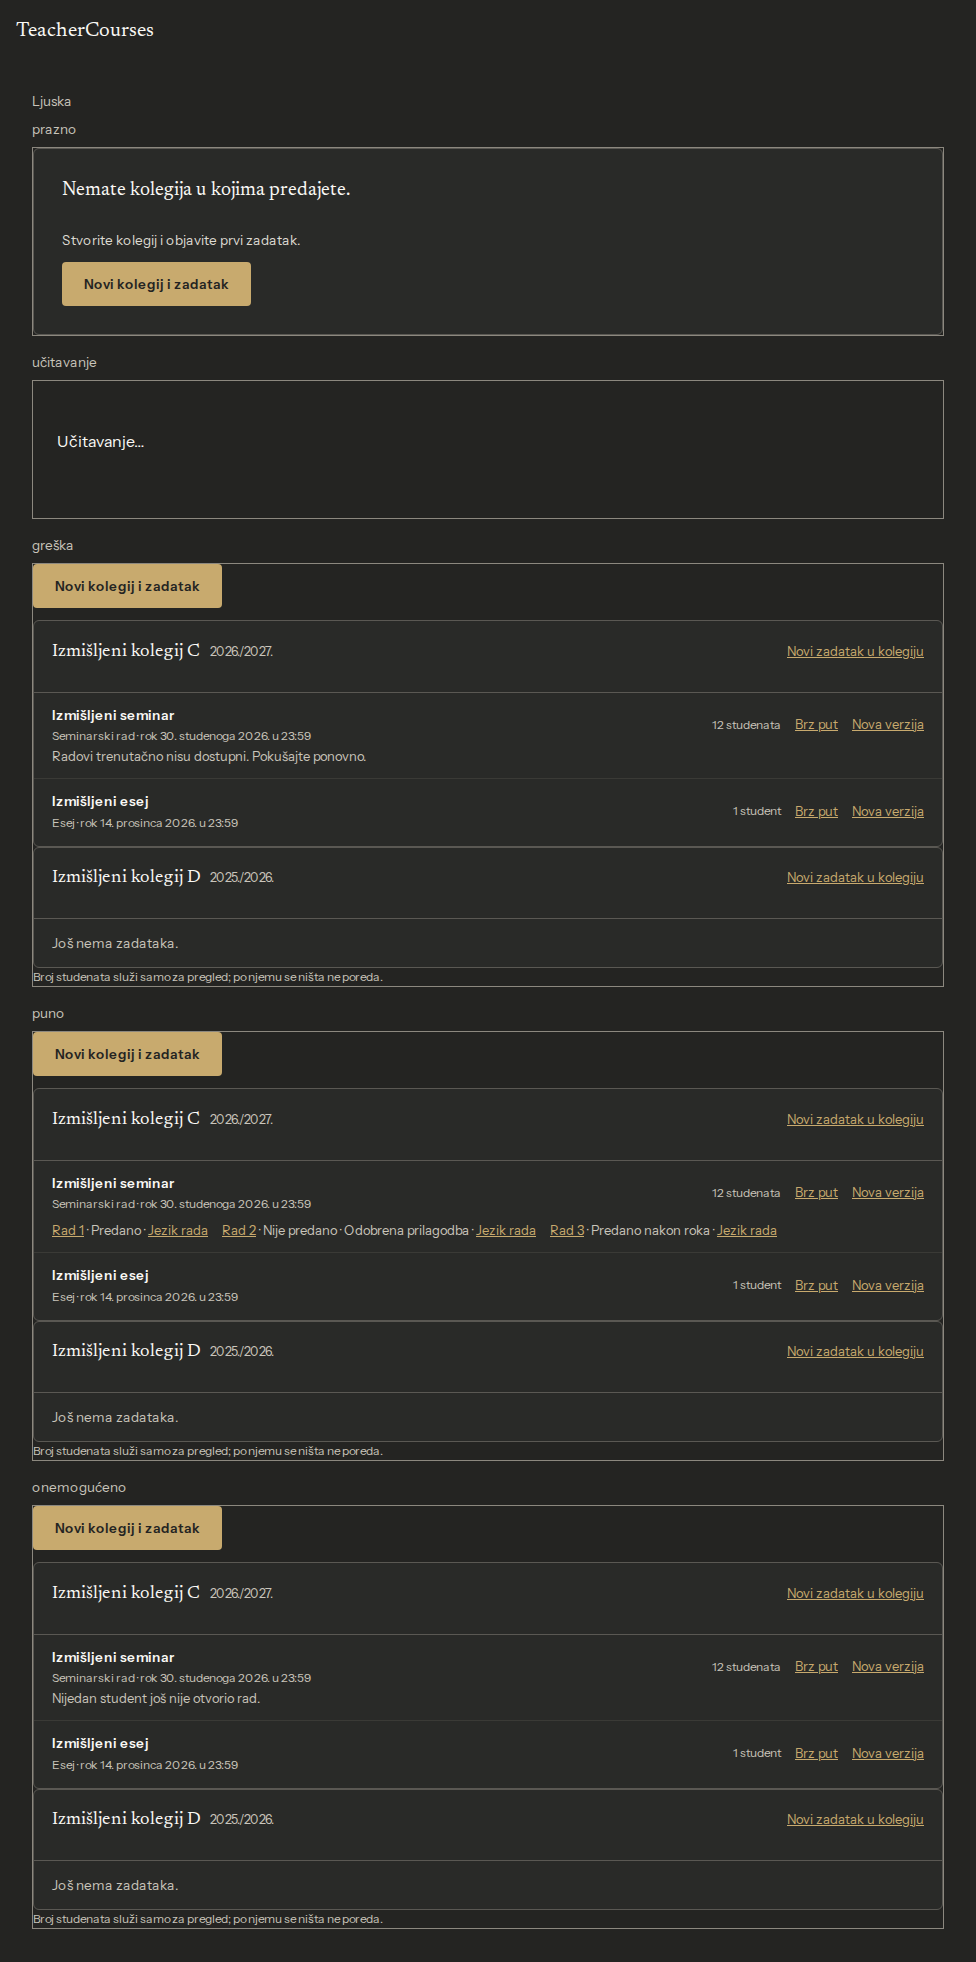 TeacherCourses
Ljuska
prazno
Nemate kolegija u kojima predajete.
Stvorite kolegij i objavite prvi zadatak.
Novi kolegij i zadatak
učitavanje
Učitavanje…
greška
Novi kolegij i zadatak
Izmišljeni kolegij C 2026./2027. Novi zadatak u kolegiju
Izmišljeni seminar
12 studenata Brz put Nova verzija
Seminarski rad · rok 30. studenoga 2026. u 23:59
Radovi trenutačno nisu dostupni. Pokušajte ponovno.
Izmišljeni esej
1 student Brz put Nova verzija
Esej · rok 14. prosinca 2026. u 23:59
Izmišljeni kolegij D 2025./2026. Novi zadatak u kolegiju
Još nema zadataka.
Broj studenata služi samo za pregled; po njemu se ništa ne poreda.
puno
Novi kolegij i zadatak
Izmišljeni kolegij C 2026./2027. Novi zadatak u kolegiju
Izmišljeni seminar
12 studenata Brz put Nova verzija
Seminarski rad · rok 30. studenoga 2026. u 23:59
Rad 1 · Predano · Jezik rada Rad 2 · Nije predano · Odobrena prilagodba · Jezik rada Rad 3 · Predano nakon roka · Jezik rada
Izmišljeni esej
1 student Brz put Nova verzija
Esej · rok 14. prosinca 2026. u 23:59
Izmišljeni kolegij D 2025./2026. Novi zadatak u kolegiju
Još nema zadataka.
Broj studenata služi samo za pregled; po njemu se ništa ne poreda.
onemogućeno
Novi kolegij i zadatak
Izmišljeni kolegij C 2026./2027. Novi zadatak u kolegiju
Izmišljeni seminar
12 studenata Brz put Nova verzija
Seminarski rad · rok 30. studenoga 2026. u 23:59
Nijedan student još nije otvorio rad.
Izmišljeni esej
1 student Brz put Nova verzija
Esej · rok 14. prosinca 2026. u 23:59
Izmišljeni kolegij D 2025./2026. Novi zadatak u kolegiju
Još nema zadataka.
Broj studenata služi samo za pregled; po njemu se ništa ne poreda.